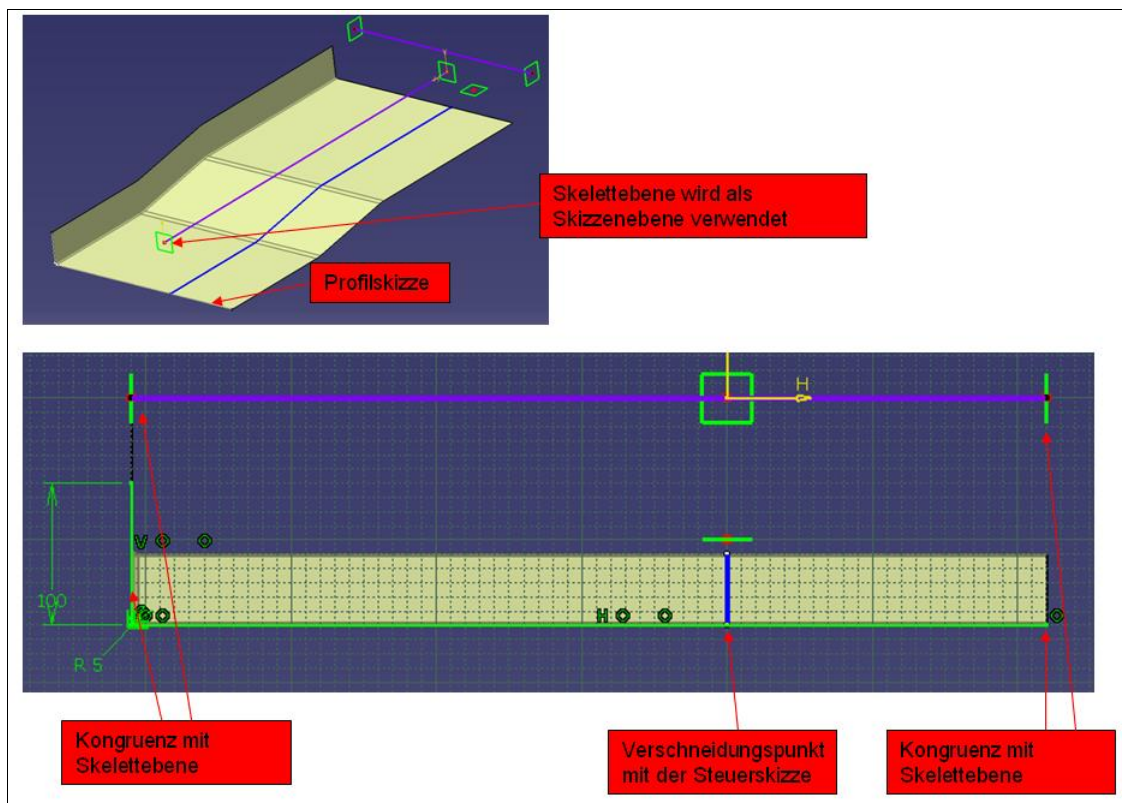 Skelettebene wird als
Skizzenebene verwendet
Profilskizze
H
V
100
H
R 5
Kongruenz mit
Skelettebene
Verschneidungspunkt
mit der Steuerskizze
Kongruenz mit
Skelettebene